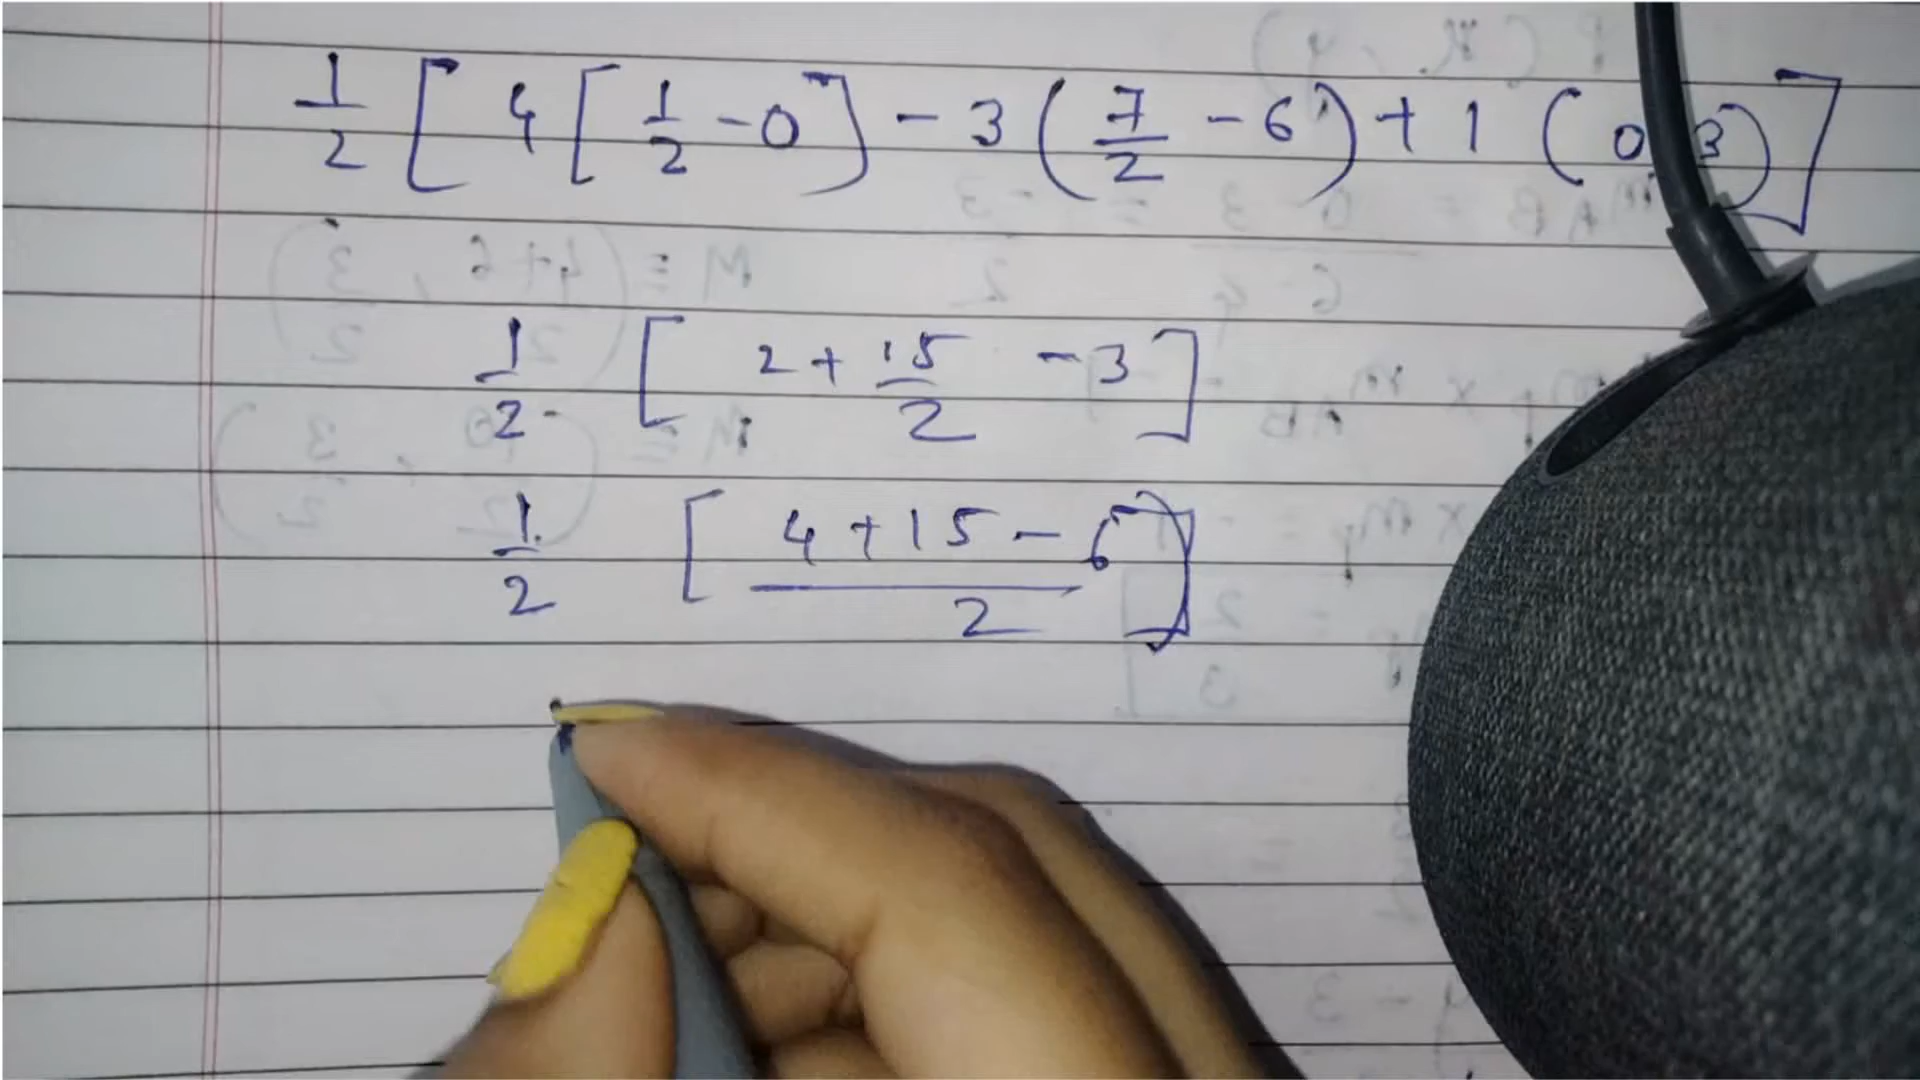 1/2 [ 4 [ 1/2 - 0 ] - 3 ( 7/2 - 6 ) + 1 ( 0 3 ) ]
1/2 [ 2 + 15/2 - 3 ]
1/2 [ 4 + 15 - 6 / 2 ]